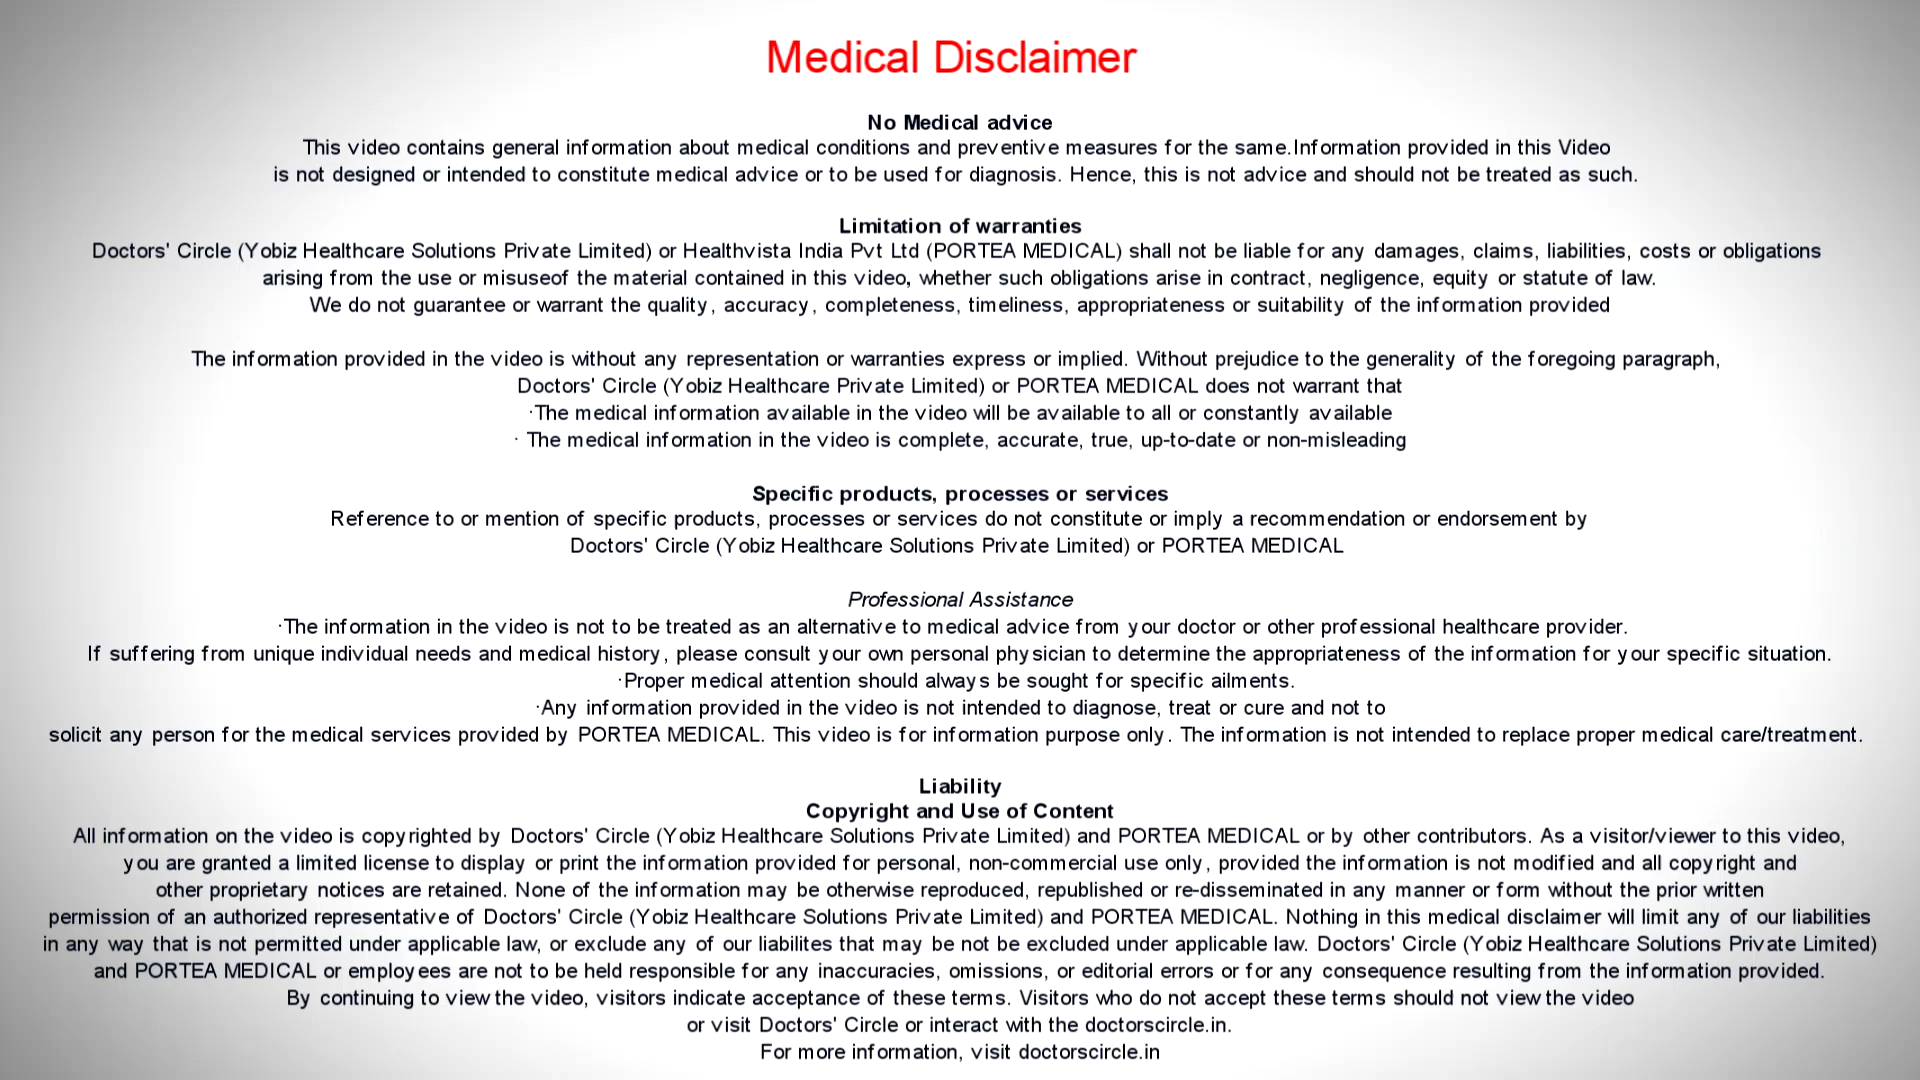 Medical Disclaimer
No Medical advice
This video contains general information about medical conditions and preventive measures for the same.Information provided in this Video
is not designed or intended to constitute medical advice or to be used for diagnosis. Hence, this is not advice and should not be treated as such.
Limitation of warranties
Doctors' Circle (Yobiz Healthcare Solutions Private Limited) or Healthvista India Pvt Ltd (PORTEA MEDICAL) shall not be liable for any damages, claims, liabilities, costs or obligations
arising from the use or misuseof the material contained in this video, whether such obligations arise in contract, negligence, equity or statute of law.
We do not guarantee or warrant the quality, accuracy, completeness, timeliness, appropriateness or suitability of the information provided
The information provided in the video is without any representation or warranties express or implied. Without prejudice to the generality of the foregoing paragraph,
Doctors' Circle (Yobiz Healthcare Private Limited) or PORTEA MEDICAL does not warrant that
·The medical information available in the video will be available to all or constantly available
· The medical information in the video is complete, accurate, true, up-to-date or non-misleading
Specific products, processes or services
Reference to or mention of specific products, processes or services do not constitute or imply a recommendation or endorsement by
Doctors' Circle (Yobiz Healthcare Solutions Private Limited) or PORTEA MEDICAL
Professional Assistance
·The information in the video is not to be treated as an alternative to medical advice from your doctor or other professional healthcare provider.
If suffering from unique individual needs and medical history, please consult your own personal physician to determine the appropriateness of the information for your specific situation.
·Proper medical attention should always be sought for specific ailments.
·Any information provided in the video is not intended to diagnose, treat or cure and not to
solicit any person for the medical services provided by PORTEA MEDICAL. This video is for information purpose only. The information is not intended to replace proper medical care/treatment.
Liability
Copyright and Use of Content
All information on the video is copyrighted by Doctors' Circle (Yobiz Healthcare Solutions Private Limited) and PORTEA MEDICAL or by other contributors. As a visitor/viewer to this video,
you are granted a limited license to display or print the information provided for personal, non-commercial use only, provided the information is not modified and all copyright and
other proprietary notices are retained. None of the information may be otherwise reproduced, republished or re-disseminated in any manner or form without the prior written
permission of an authorized representative of Doctors' Circle (Yobiz Healthcare Solutions Private Limited) and PORTEA MEDICAL. Nothing in this medical disclaimer will limit any of our liabilities
in any way that is not permitted under applicable law, or exclude any of our liabilites that may be not be excluded under applicable law. Doctors' Circle (Yobiz Healthcare Solutions Private Limited)
and PORTEA MEDICAL or employees are not to be held responsible for any inaccuracies, omissions, or editorial errors or for any consequence resulting from the information provided.
By continuing to view the video, visitors indicate acceptance of these terms. Visitors who do not accept these terms should not view the video
or visit Doctors' Circle or interact with the doctorscircle.in.
For more information, visit doctorscircle.in